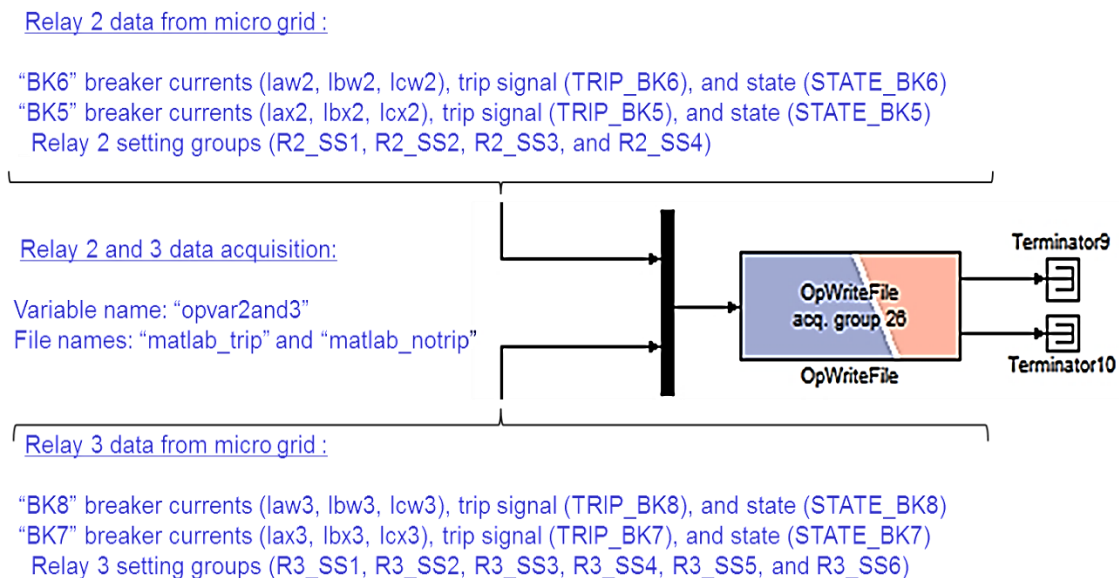 Relay 2 data from micro grid :
“BK6” breaker currents (Iaw2, Ibw2, Icw2), trip signal (TRIP_BK6), and state (STATE_BK6)
“BK5” breaker currents (Iax2, Ibx2, Icx2), trip signal (TRIP_BK5), and state (STATE_BK5)
Relay 2 setting groups (R2_SS1, R2_SS2, R2_SS3, and R2_SS4)
Relay 2 and 3 data acquisition:
Variable name: “opvar2and3”
File names: “matlab_trip” and “matlab_notrip”
OpWriteFile
acq. group 26
OpWriteFile
Terminator9
Terminator10
Relay 3 data from micro grid :
“BK8” breaker currents (Iaw3, Ibw3, Icw3), trip signal (TRIP_BK8), and state (STATE_BK8)
“BK7” breaker currents (Iax3, Ibx3, Icx3), trip signal (TRIP_BK7), and state (STATE_BK7)
Relay 3 setting groups (R3_SS1, R3_SS2, R3_SS3, R3_SS4, R3_SS5, and R3_SS6)